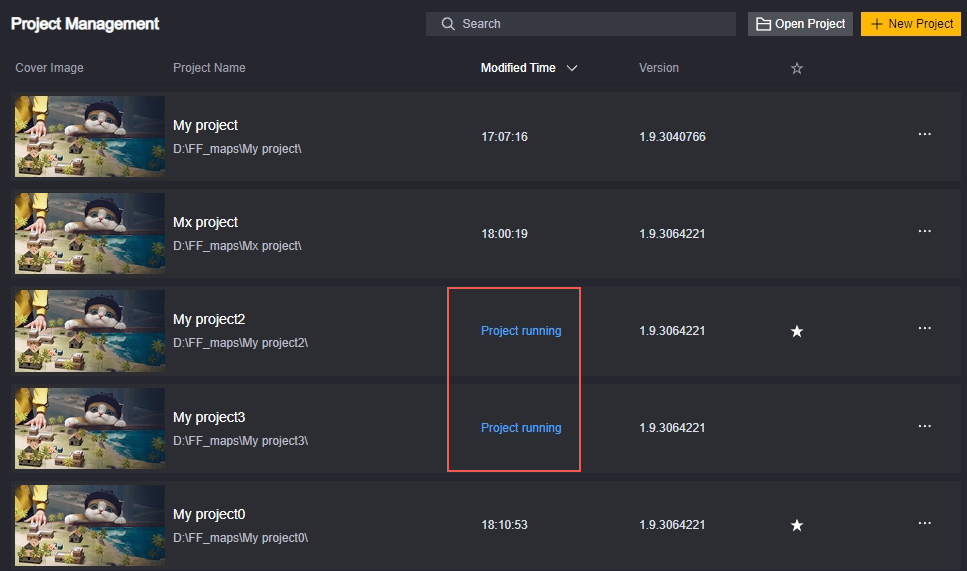 Project Management
Search
Open Project
New Project
Cover Image Project Name Modified Time Version
My project
D:\FF_maps\My project\
17:07:16
1.9.3040766
Mx project
D:\FF_maps\Mx project\
18:00:19
1.9.3064221
My project2
D:\FF_maps\My project2\
Project running
1.9.3064221
My project3
D:\FF_maps\My project3\
Project running
1.9.3064221
My project0
D:\FF_maps\My project0\
18:10:53
1.9.3064221